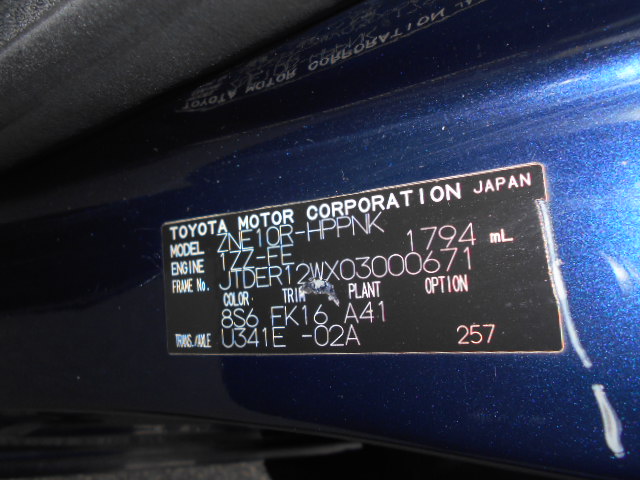 TOYOTA MOTOR CORPORATION JAPAN
MODEL ZNE10R-HPPNK
ENGINE 1ZZ-FE 1794 mL
FRAME No. JTDER12WX03000671
COLOR TRIM PLANT OPTION
8S6 FK16 A41
TRANS./AXLE U341E -02A 257